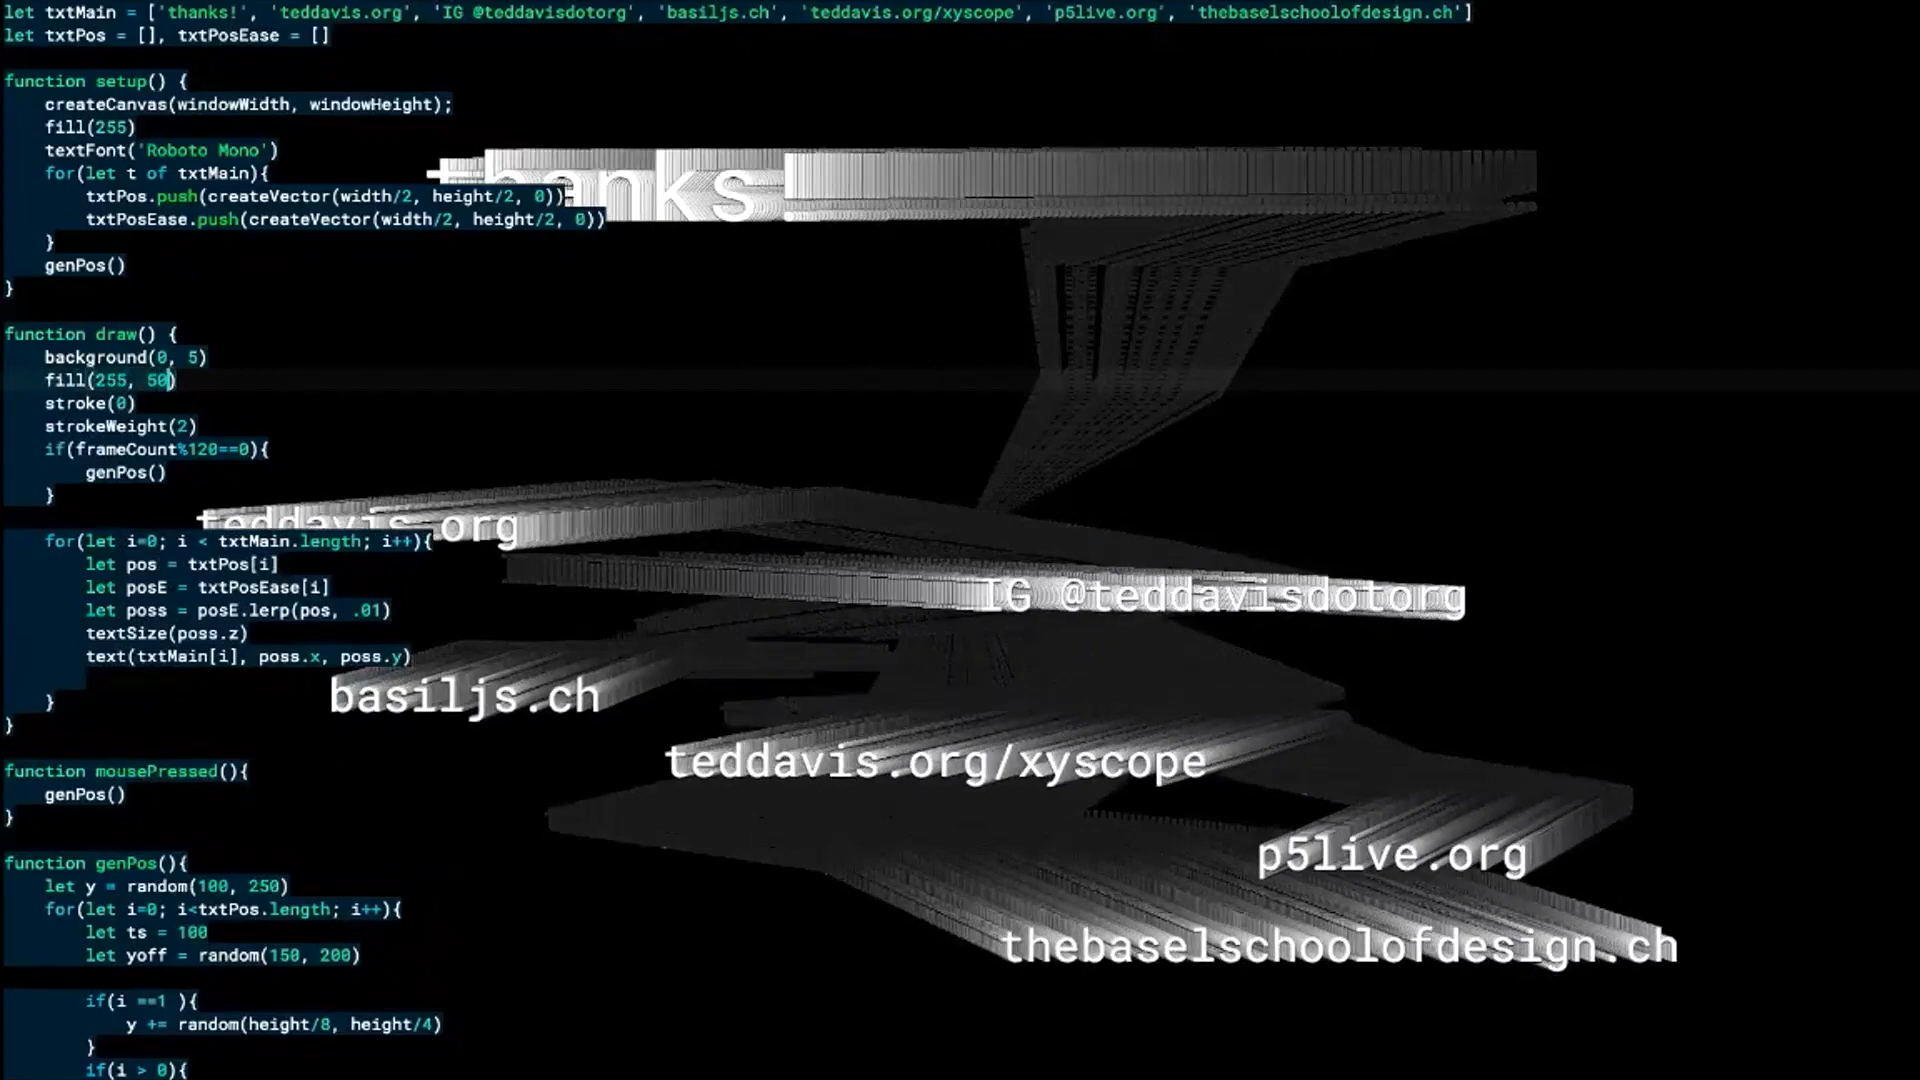 let txtMain = ['thanks!', 'teddavis.org', 'IG @teddavisdotorg, 'basiljs.ch', 'teddavis.org/xyscope', 'p5live.org', 'thebaselschoolofdesign.ch']
let txtPos = [], txtPosEase = []
function setup() {
createCanvas(windowWidth, windowHeight);
fill(255)
textFont('Roboto Mono')
for(let t of txtMain){
txtPos.push(createVector(width/2, height/2, 0))
txtPosEase.push(createVector(width/2, height/2, 0))
}
genPos()
}
thanks!
function draw() {
background(0, 5)
fill(255, 50)
stroke(0)
strokeWeight(2)
if(frameCount%120==0){
genPos()
}
teddavis.org
for(let i=0; i < txtMain.length; i++){
let pos = txtPos[i]
let posE = txtPosEase[i]
let poss = posE.lerp(pos, .01)
textSize(poss.z)
text(txtMain[i], poss.x, poss.y)
}
}
IG @teddavisdotorg
basiljs.ch
teddavis.org/xyscope
function mousePressed(){
genPos()
}
p5live.org
function genPos(){
let y = random(100, 250)
for(let i=0; i<txtPos.length; i++){
let ts = 100
let yoff = random(150, 200)
thebaselschoolofdesign.ch
if(i ==1 ){
y += random(height/8, height/4)
}
if(i > 0){